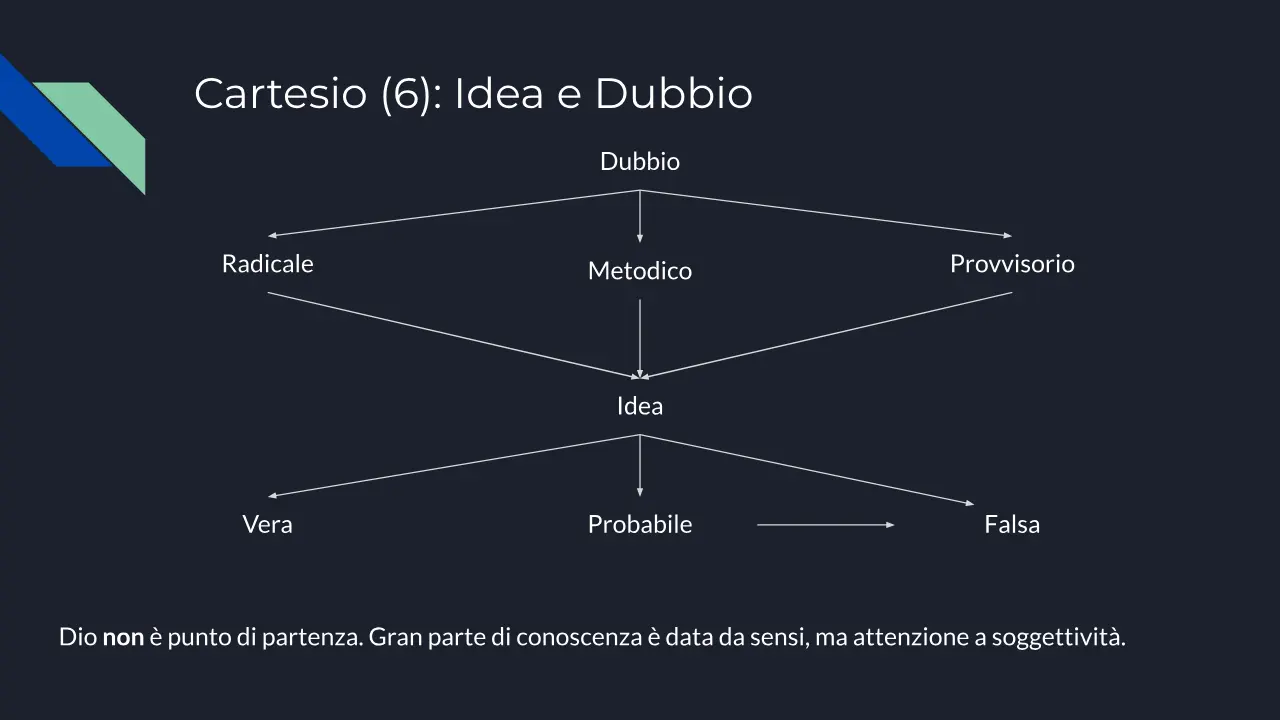 Cartesio (6): Idea e Dubbio
Dubbio
Radicale
Metodico
Provvisorio
Idea
Vera
Probabile
Falsa
Dio non è punto di partenza. Gran parte di conoscenza è data da sensi, ma attenzione a soggettività.